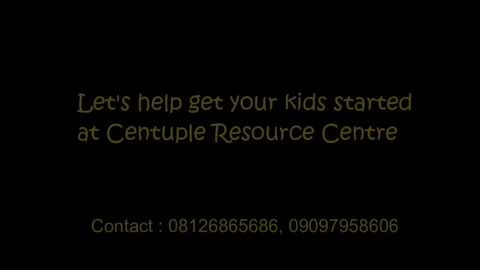 Let's help get your kids started
at Centuple Resource Centre
Contact : 08126865686, 09097958606